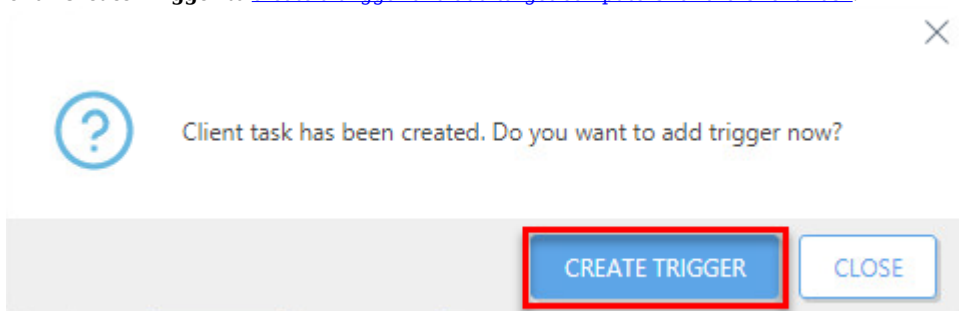 Client task has been created. Do you want to add trigger now?
CREATE TRIGGER
CLOSE